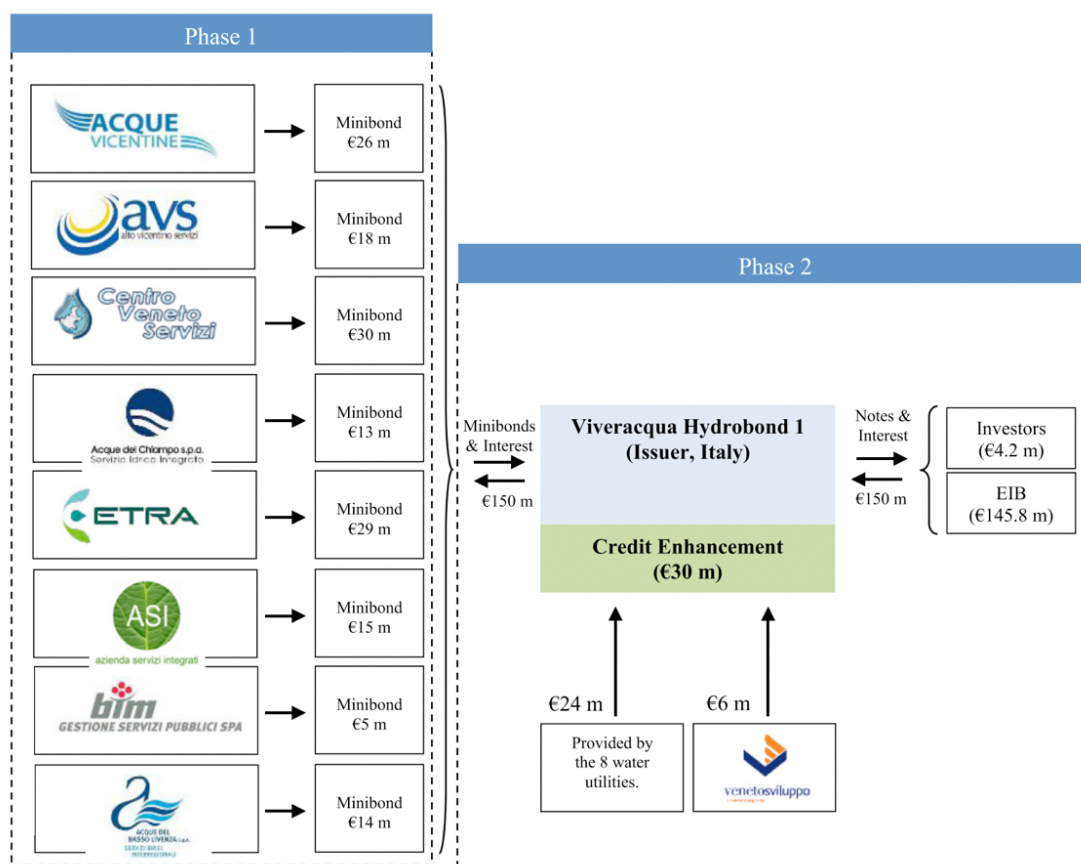 Phase 1
ACQUE
VICENTINE
Minibond
€26 m
avs
alto vicentino servizi
Minibond
€18 m
Centro
Veneto
Servizi
Minibond
€30 m
Acque del Chiampo s.p.a.
Servizio Idrico Integrato
Minibond
€13 m
ETRA
Minibond
€29 m
ASI
azienda servizi integrati
Minibond
€15 m
bim
GESTIONE SERVIZI PUBBLICI SPA
Minibond
€5 m
ACQUE DEL
BASSO LIVENZA S.p.A.
SERVIZI IDRICI
Minibond
€14 m
Phase 2
Minibonds
& Interest
€150 m
Viveracqua Hydrobond 1
(Issuer, Italy)
Credit Enhancement
(€30 m)
Notes &
Interest
€150 m
Investors
(€4.2 m)
EIB
(€145.8 m)
€24 m
€6 m
Provided by
the 8 water
utilities.
venetosviluppo